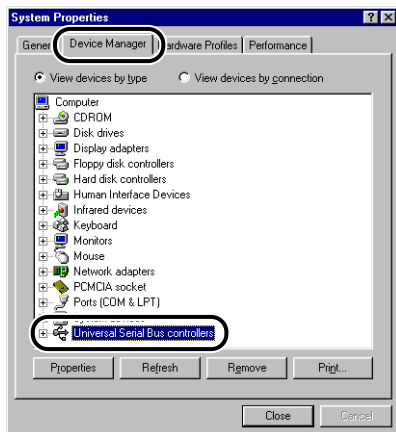 System Properties
Device Manager
Hardware Profiles
Performance
View devices by type
View devices by connection
Computer
CDROM
Disk drives
Display adapters
Floppy disk controllers
Hard disk controllers
Human Interface Devices
Infrared devices
Keyboard
Monitors
Mouse
Network adapters
PCMCIA socket
Ports (COM & LPT)
Universal Serial Bus controllers
Properties
Refresh
Remove
Print...
Close
Cancel